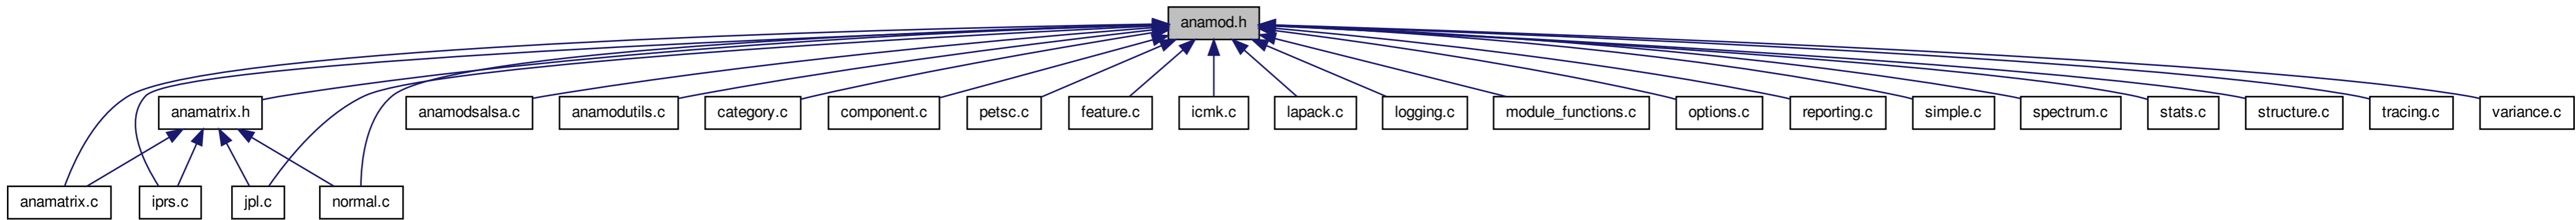 anamod.h
anamatrix.h
anamodsalsa.c
anamodutils.c
category.c
component.c
petsc.c
feature.c
icmk.c
lapack.c
logging.c
module_functions.c
options.c
reporting.c
simple.c
spectrum.c
stats.c
structure.c
tracing.c
variance.c
anamatrix.c
iprs.c
jpl.c
normal.c